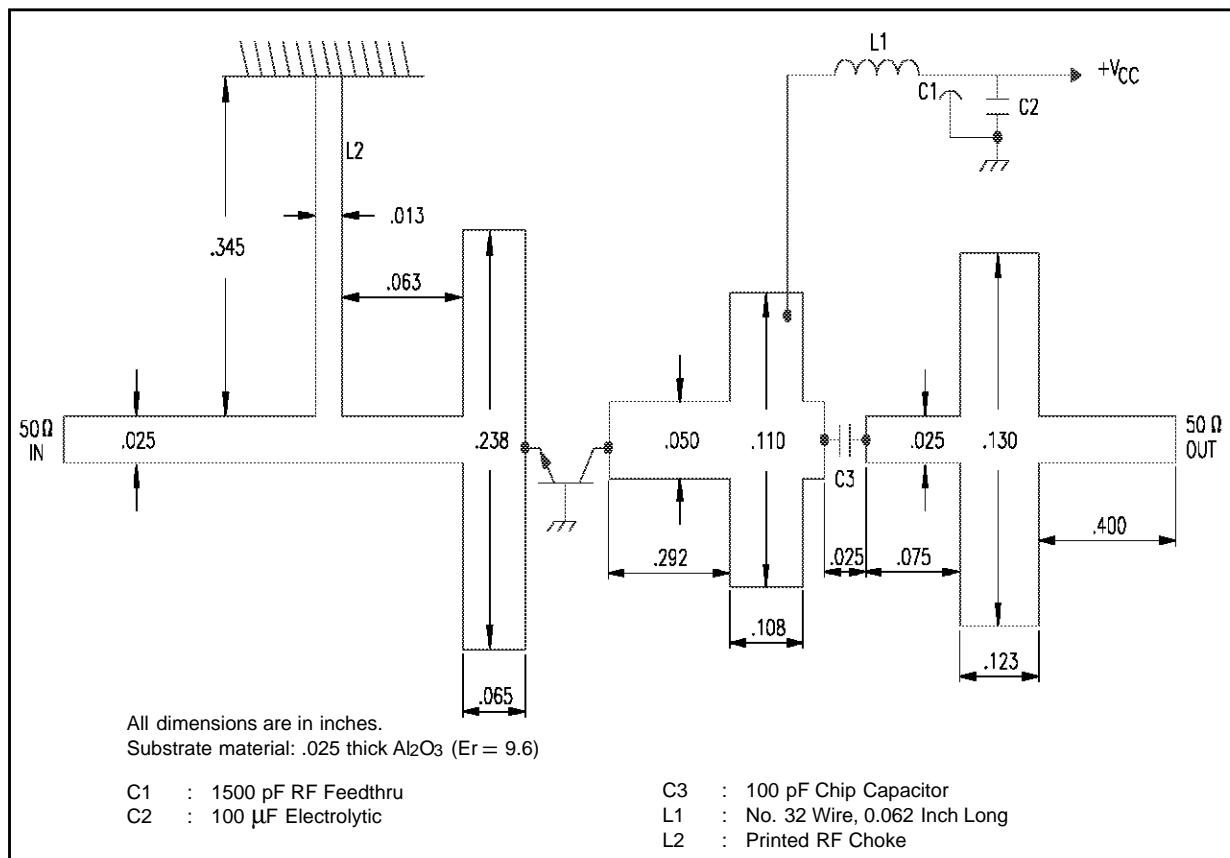 L1
+VCC
C1
C2
L2
.013
.345
.063
50Ω
IN
.025
.238
.050
.110
C3
.025
.130
50 Ω
OUT
.292
.025
.075
.400
.108
.123
.065
All dimensions are in inches.
Substrate material: .025 thick Al2O3 (Er = 9.6)
C1 : 1500 pF RF Feedthru
C2 : 100 μF Electrolytic
C3 : 100 pF Chip Capacitor
L1 : No. 32 Wire, 0.062 Inch Long
L2 : Printed RF Choke